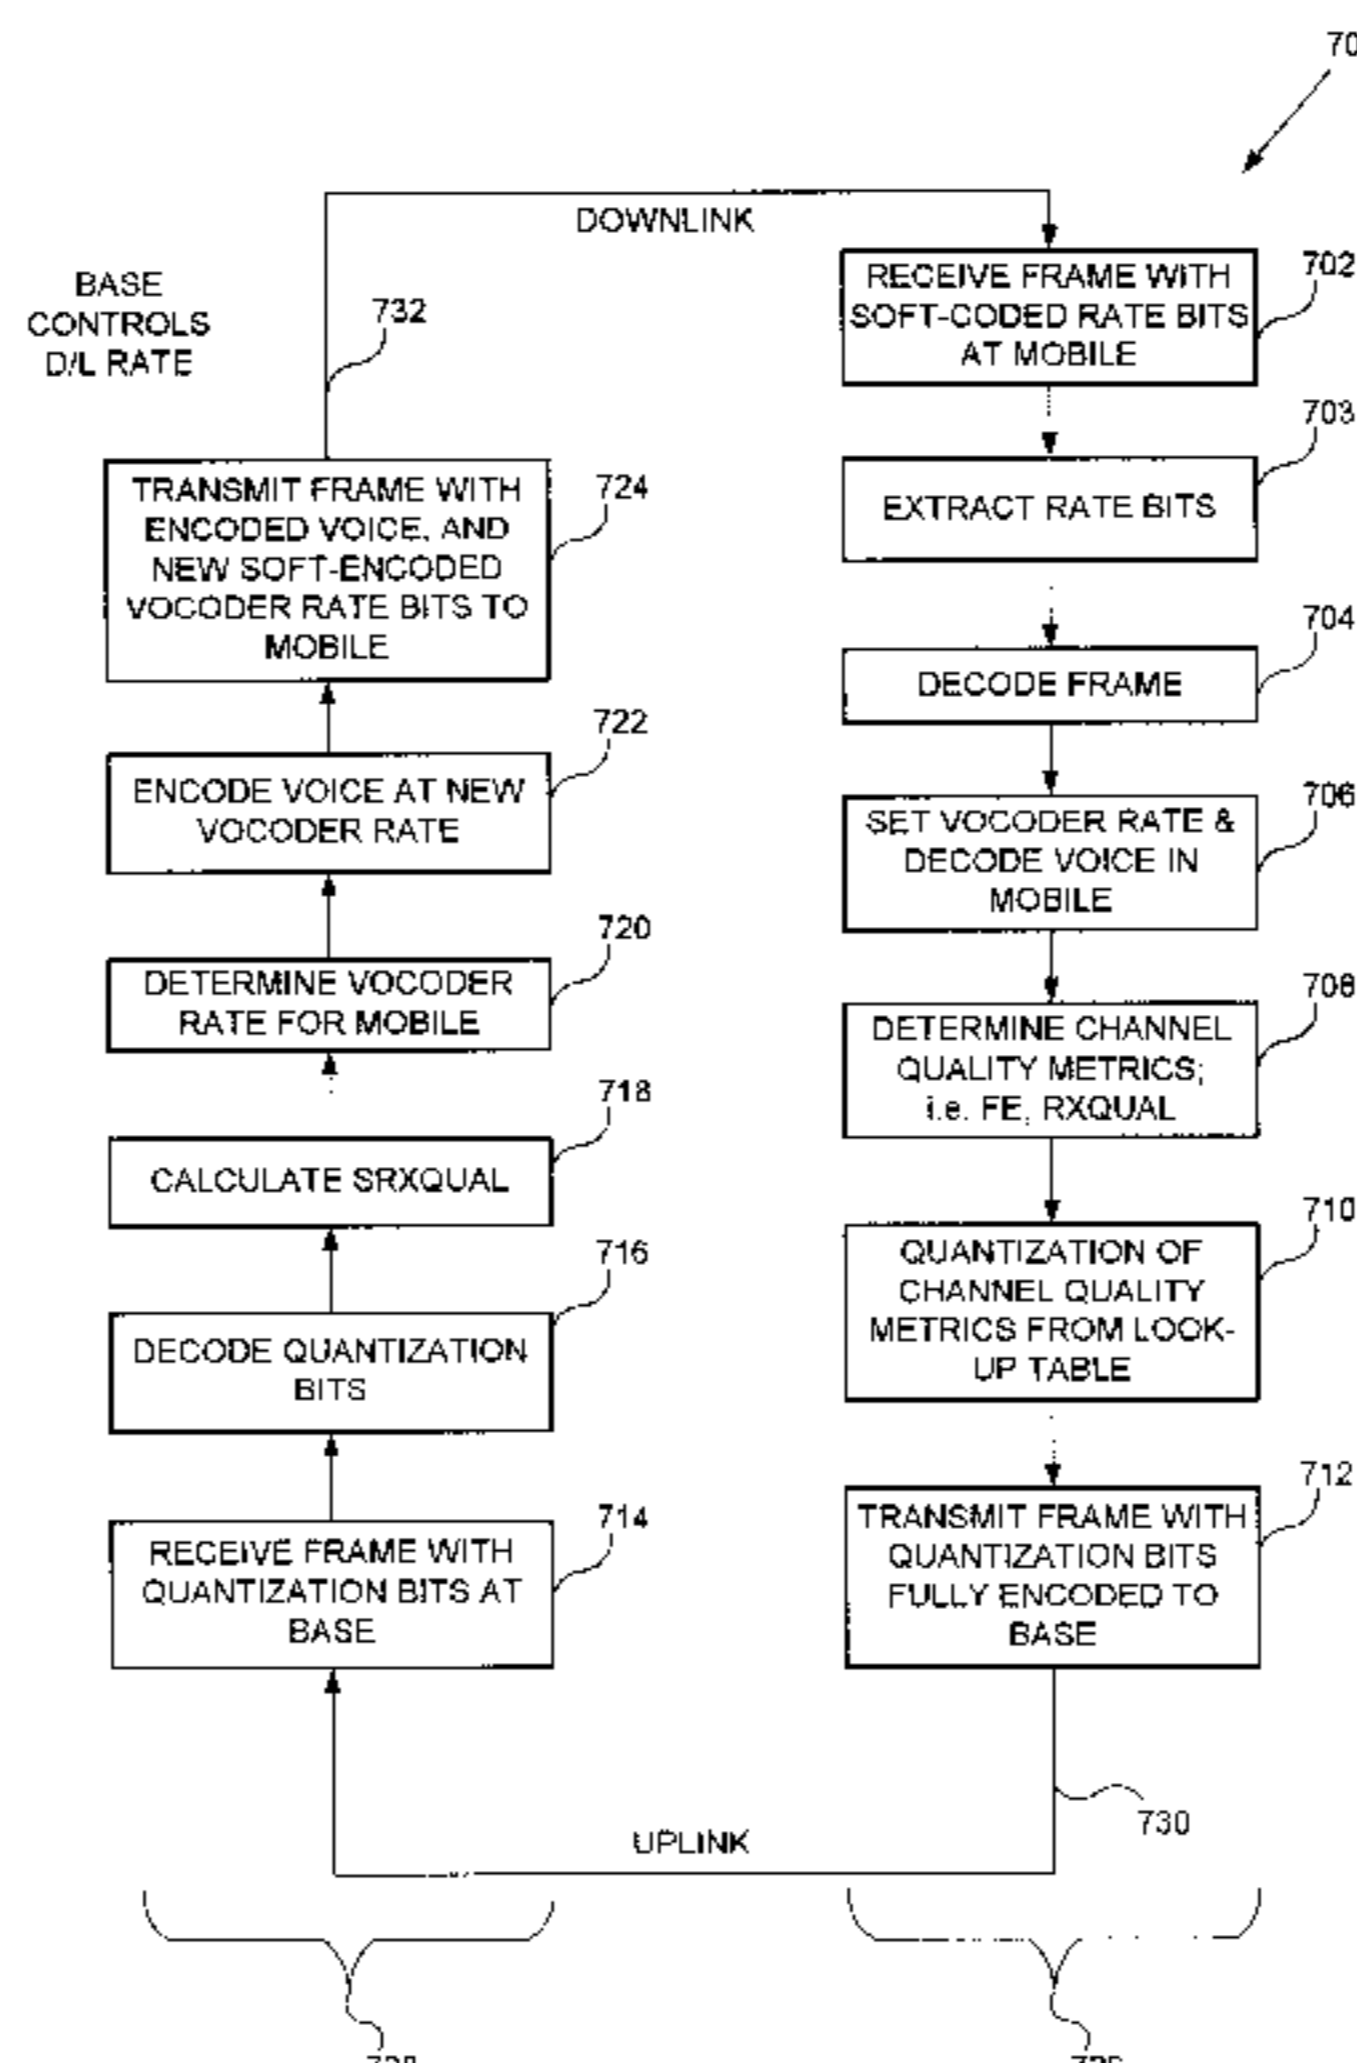 70
DOWNLINK
BASE
CONTROLS
D/L RATE
732
RECEIVE FRAME WITH
SOFT-CODED RATE BITS
AT MOBILE
702
EXTRACT RATE BITS
703
TRANSMIT FRAME WITH
ENCODED VOICE, AND
NEW SOFT-ENCODED
VOCODER RATE BITS TO
MOBILE
724
DECODE FRAME
704
ENCODE VOICE AT NEW
VOCODER RATE
722
SET VOCODER RATE &
DECODE VOICE IN
MOBILE
706
DETERMINE VOCODER
RATE FOR MOBILE
720
DETERMINE CHANNEL
QUALITY METRICS;
i.e. FE, RXQUAL
708
CALCULATE SRXQUAL
718
QUANTIZATION OF
CHANNEL QUALITY
METRICS FROM LOOK-
UP TABLE
710
DECODE QUANTIZATION
BITS
716
TRANSMIT FRAME WITH
QUANTIZATION BITS
FULLY ENCODED TO
BASE
712
RECEIVE FRAME WITH
QUANTIZATION BITS AT
BASE
714
730
UPLINK